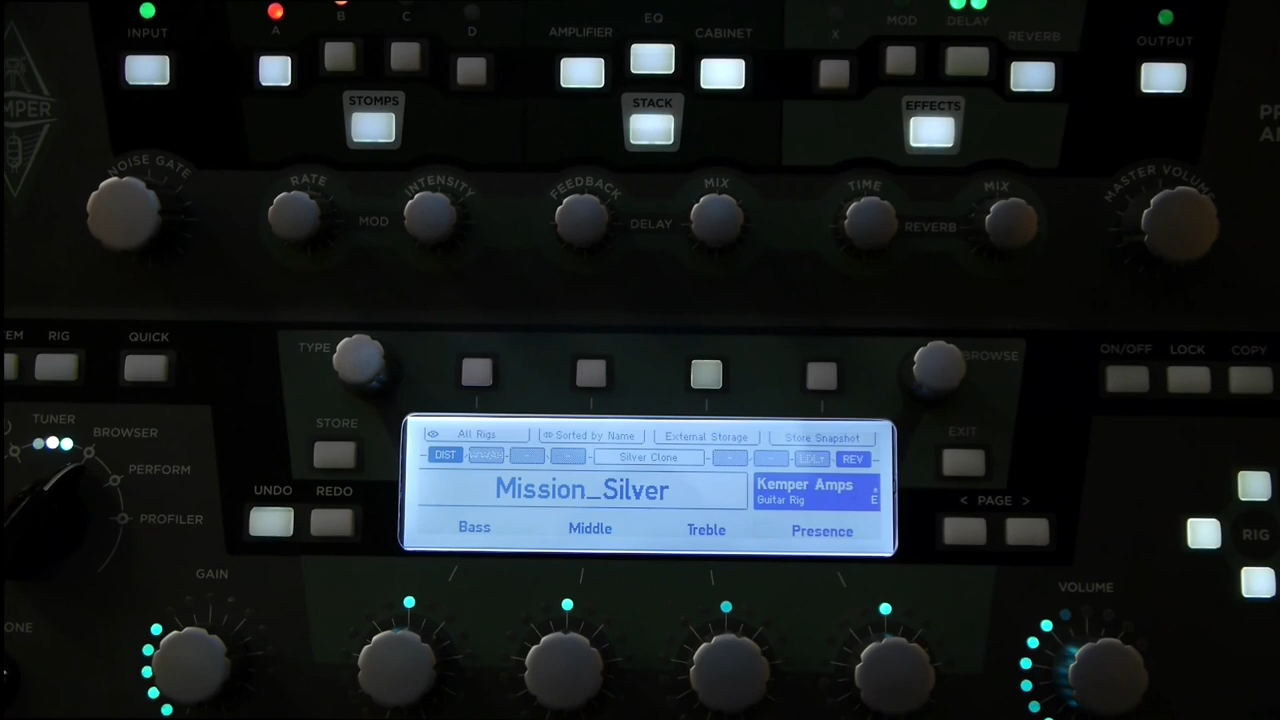 INPUT A B C D AMPLIFIER EQ CABINET X MOD DELAY REVERB OUTPUT
STOMPS STACK EFFECTS
NOISE GATE RATE INTENSITY FEEDBACK MIX TIME MIX MASTER VOLUME
MOD DELAY REVERB
RIG QUICK TYPE BROWSE ON/OFF LOCK COPY
TUNER
BROWSER
PERFORM
PROFILER
STORE EXIT
UNDO REDO < PAGE >
All Rigs Sorted by Name External Storage Store Snapshot
DIST Silver Clone REV
Mission_Silver Kemper Amps
Guitar Rig E
Bass Middle Treble Presence
RIG
GAIN VOLUME